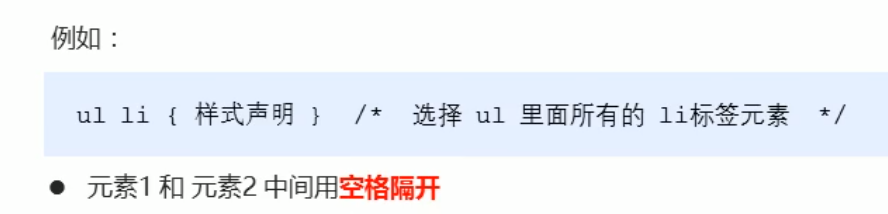 例如：
ul li { 样式声明 }  /*  选择 ul 里面所有的 li标签元素  */
● 元素1 和 元素2 中间用空格隔开